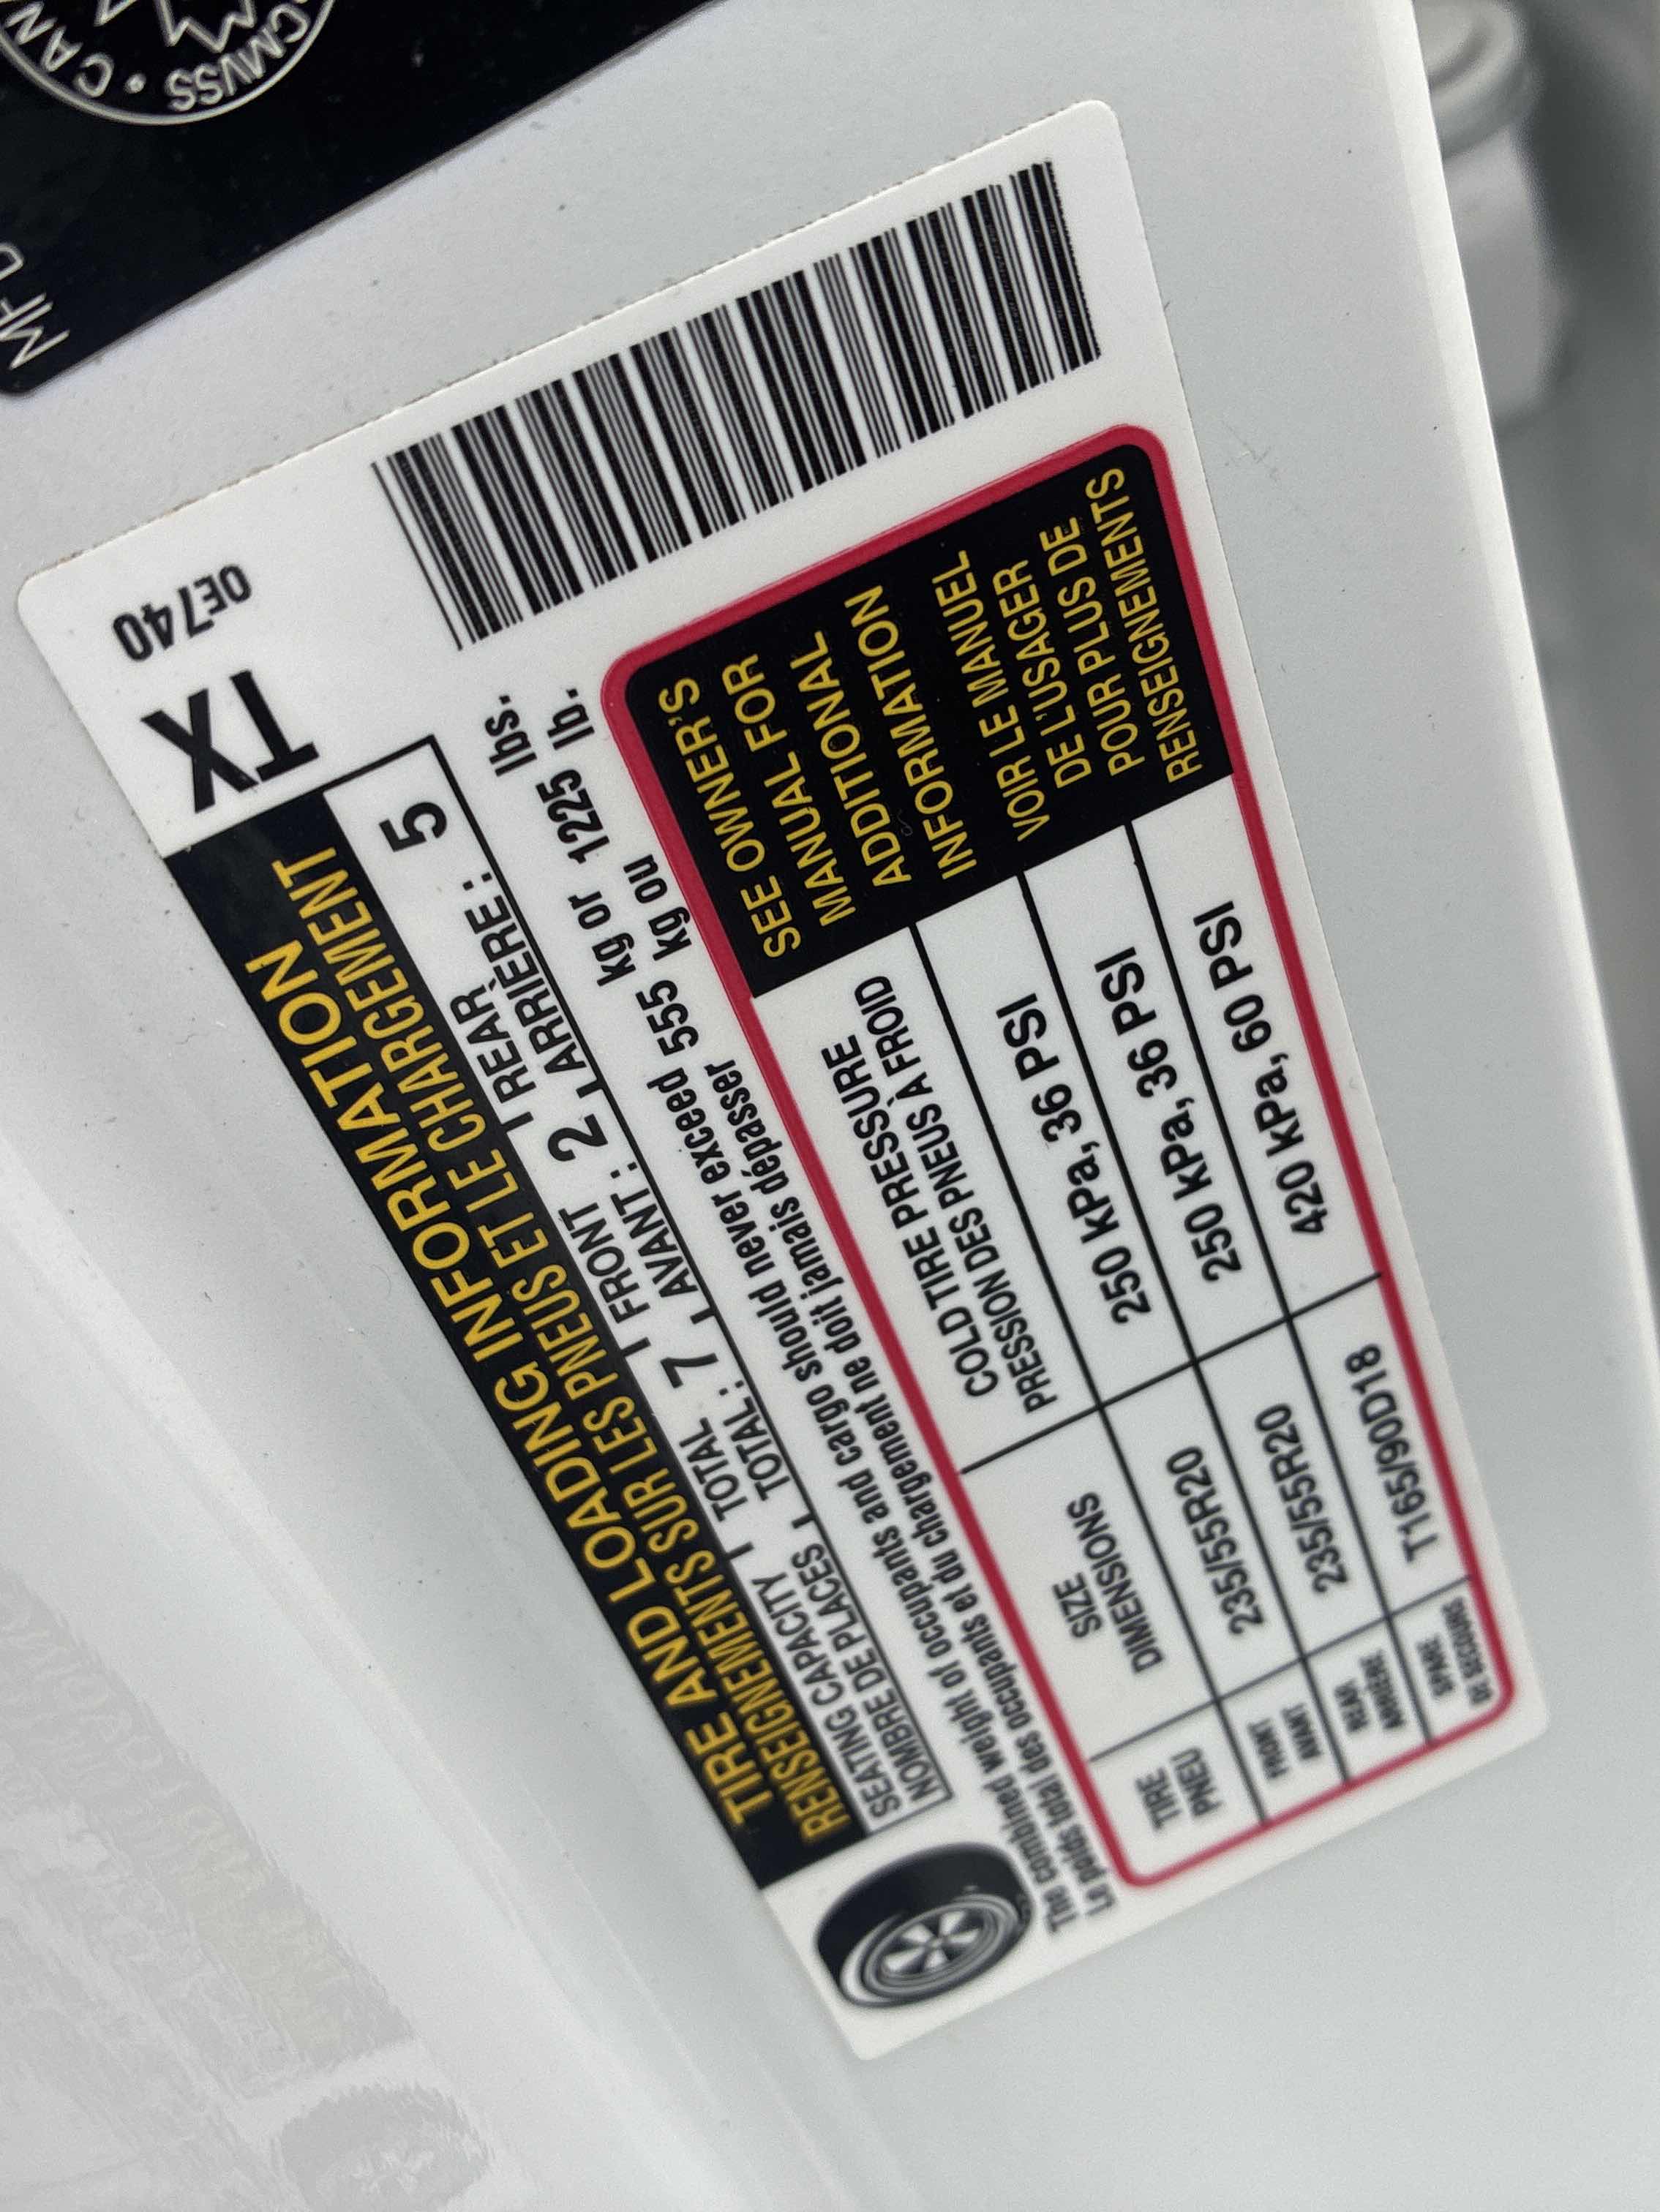 CMVSS • CAN
MFD
TX
0E740
TIRE AND LOADING INFORMATION
RENSEIGNEMENTS SUR LES PNEUS ET LE CHARGEMENT
SEATING CAPACITY TOTAL 7 FRONT 2 REAR 5
NOMBRE DE PLACES TOTAL : AVANT : ARRIÈRE :
The combined weight of occupants and cargo should never exceed 555 kg or 1225 lbs.
Le poids total des occupants et du chargement ne doit jamais dépasser kg ou lb.
TIRE SIZE COLD TIRE PRESSURE
PNEU DIMENSIONS PRESSION DES PNEUS À FROID
FRONT
AVANT
235/55R20 250 KPa, 36 PSI
REAR
ARRIÈRE
235/55R20 250 KPa, 36 PSI
SPARE
DE SECOURS
T165/90D18 420 KPa, 60 PSI
SEE OWNER'S
MANUAL FOR
ADDITIONAL
INFORMATION
VOIR LE MANUEL
DE L'USAGER
POUR PLUS DE
RENSEIGNEMENTS